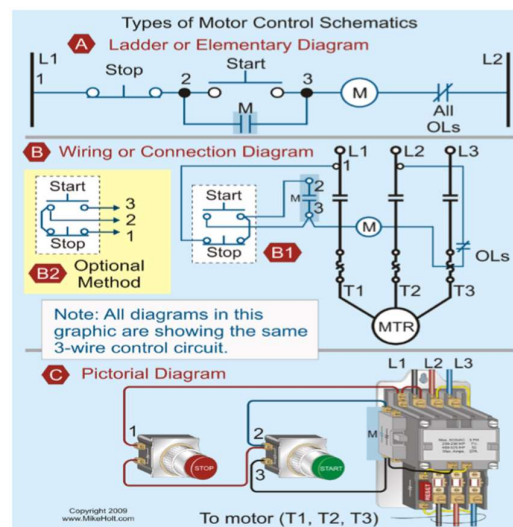 Types of Motor Control Schematics
A Ladder or Elementary Diagram
L1
L2
1
Stop
2
Start
3
M
M
All
OLs
B Wiring or Connection Diagram
L1
L2
L3
1
Start
3
2
1
Stop
B2 Optional
Method
Start
Stop
B1
2
M
3
M
OLs
T1
T2
T3
MTR
Note: All diagrams in this
graphic are showing the same
3-wire control circuit.
C Pictorial Diagram
L1
L2
L3
1
STOP
2
3
START
M
RESET
Copyright 2009
www.MikeHolt.com
To motor (T1, T2, T3)